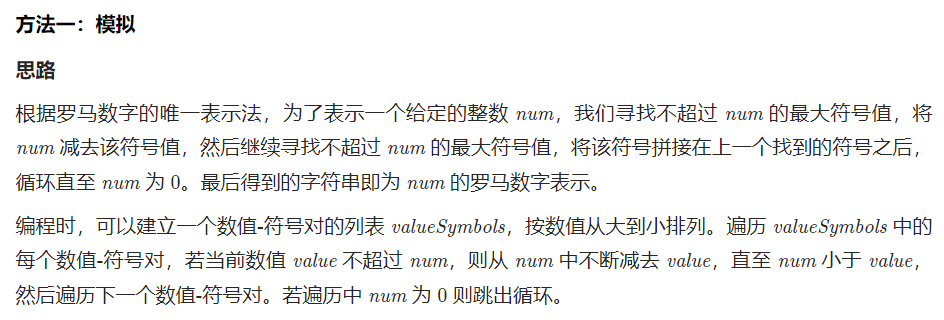 方法一：模拟
思路
根据罗马数字的唯一表示法，为了表示一个给定的整数 num，我们寻找不超过 num 的最大符号值，将
num 减去该符号值，然后继续寻找不超过 num 的最大符号值，将该符号拼接在上一个找到的符号之后，
循环直至 num 为 0。最后得到的字符串即为 num 的罗马数字表示。
编程时，可以建立一个数值-符号对的列表 valueSymbols，按数值从大到小排列。遍历 valueSymbols 中的
每个数值-符号对，若当前数值 value 不超过 num，则从 num 中不断减去 value，直至 num 小于 value，
然后遍历下一个数值-符号对。若遍历中 num 为 0 则跳出循环。